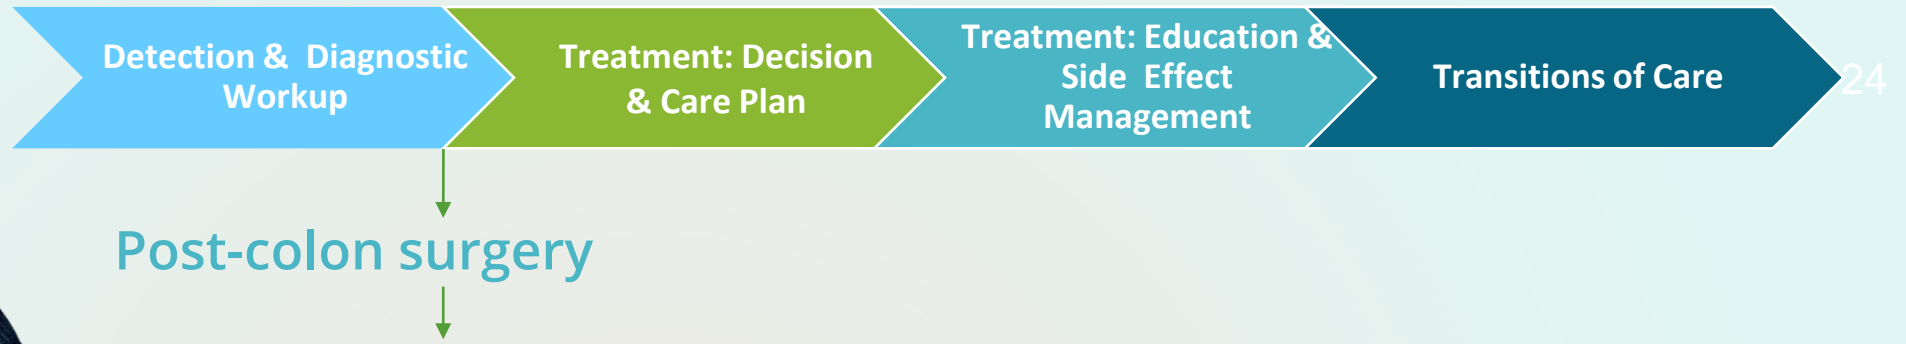 Detection & Diagnostic
Workup
Treatment: Decision
& Care Plan
Treatment: Education &
Side Effect
Management
Transitions of Care
24
Post-colon surgery